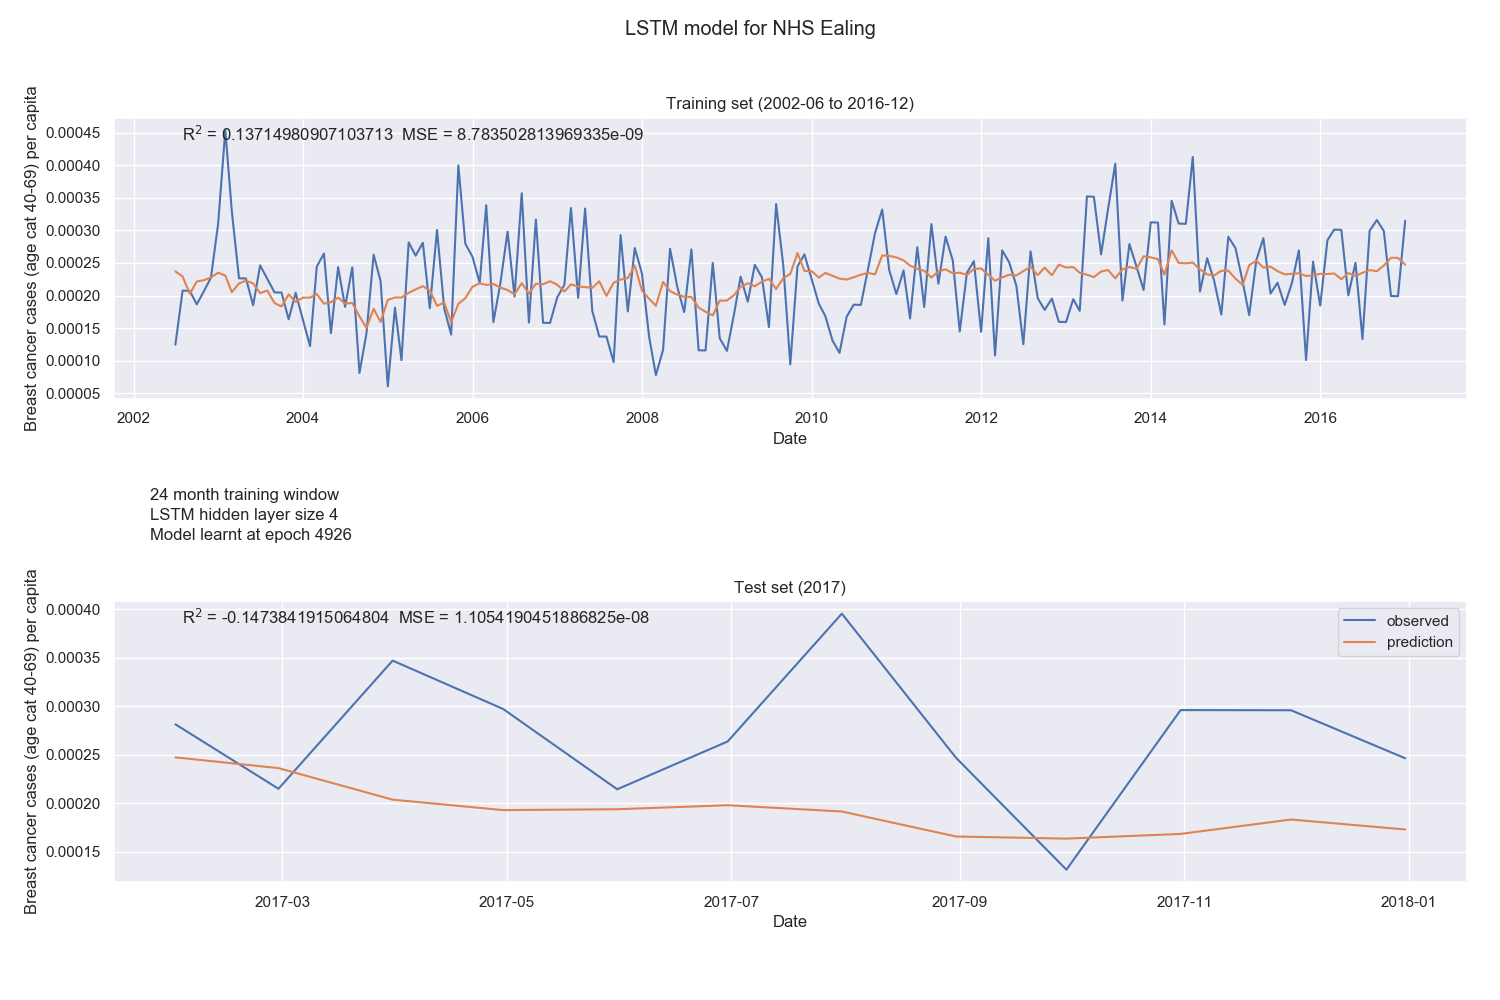 LSTM model for NHS Ealing
Training set (2002-06 to 2016-12)
R² = 0.13714980907103713 MSE = 8.783502813969335e-09
Breast cancer cases (age cat 40-69) per capita
0.00045
0.00040
0.00035
0.00030
0.00025
0.00020
0.00015
0.00010
0.00005
2002 2004 2006 2008 2010 2012 2014 2016
Date
24 month training window
LSTM hidden layer size 4
Model learnt at epoch 4926
Test set (2017)
R² = -0.1473841915064804 MSE = 1.1054190451886825e-08
observed
prediction
Breast cancer cases (age cat 40-69) per capita
0.00040
0.00035
0.00030
0.00025
0.00020
0.00015
2017-03 2017-05 2017-07 2017-09 2017-11 2018-01
Date